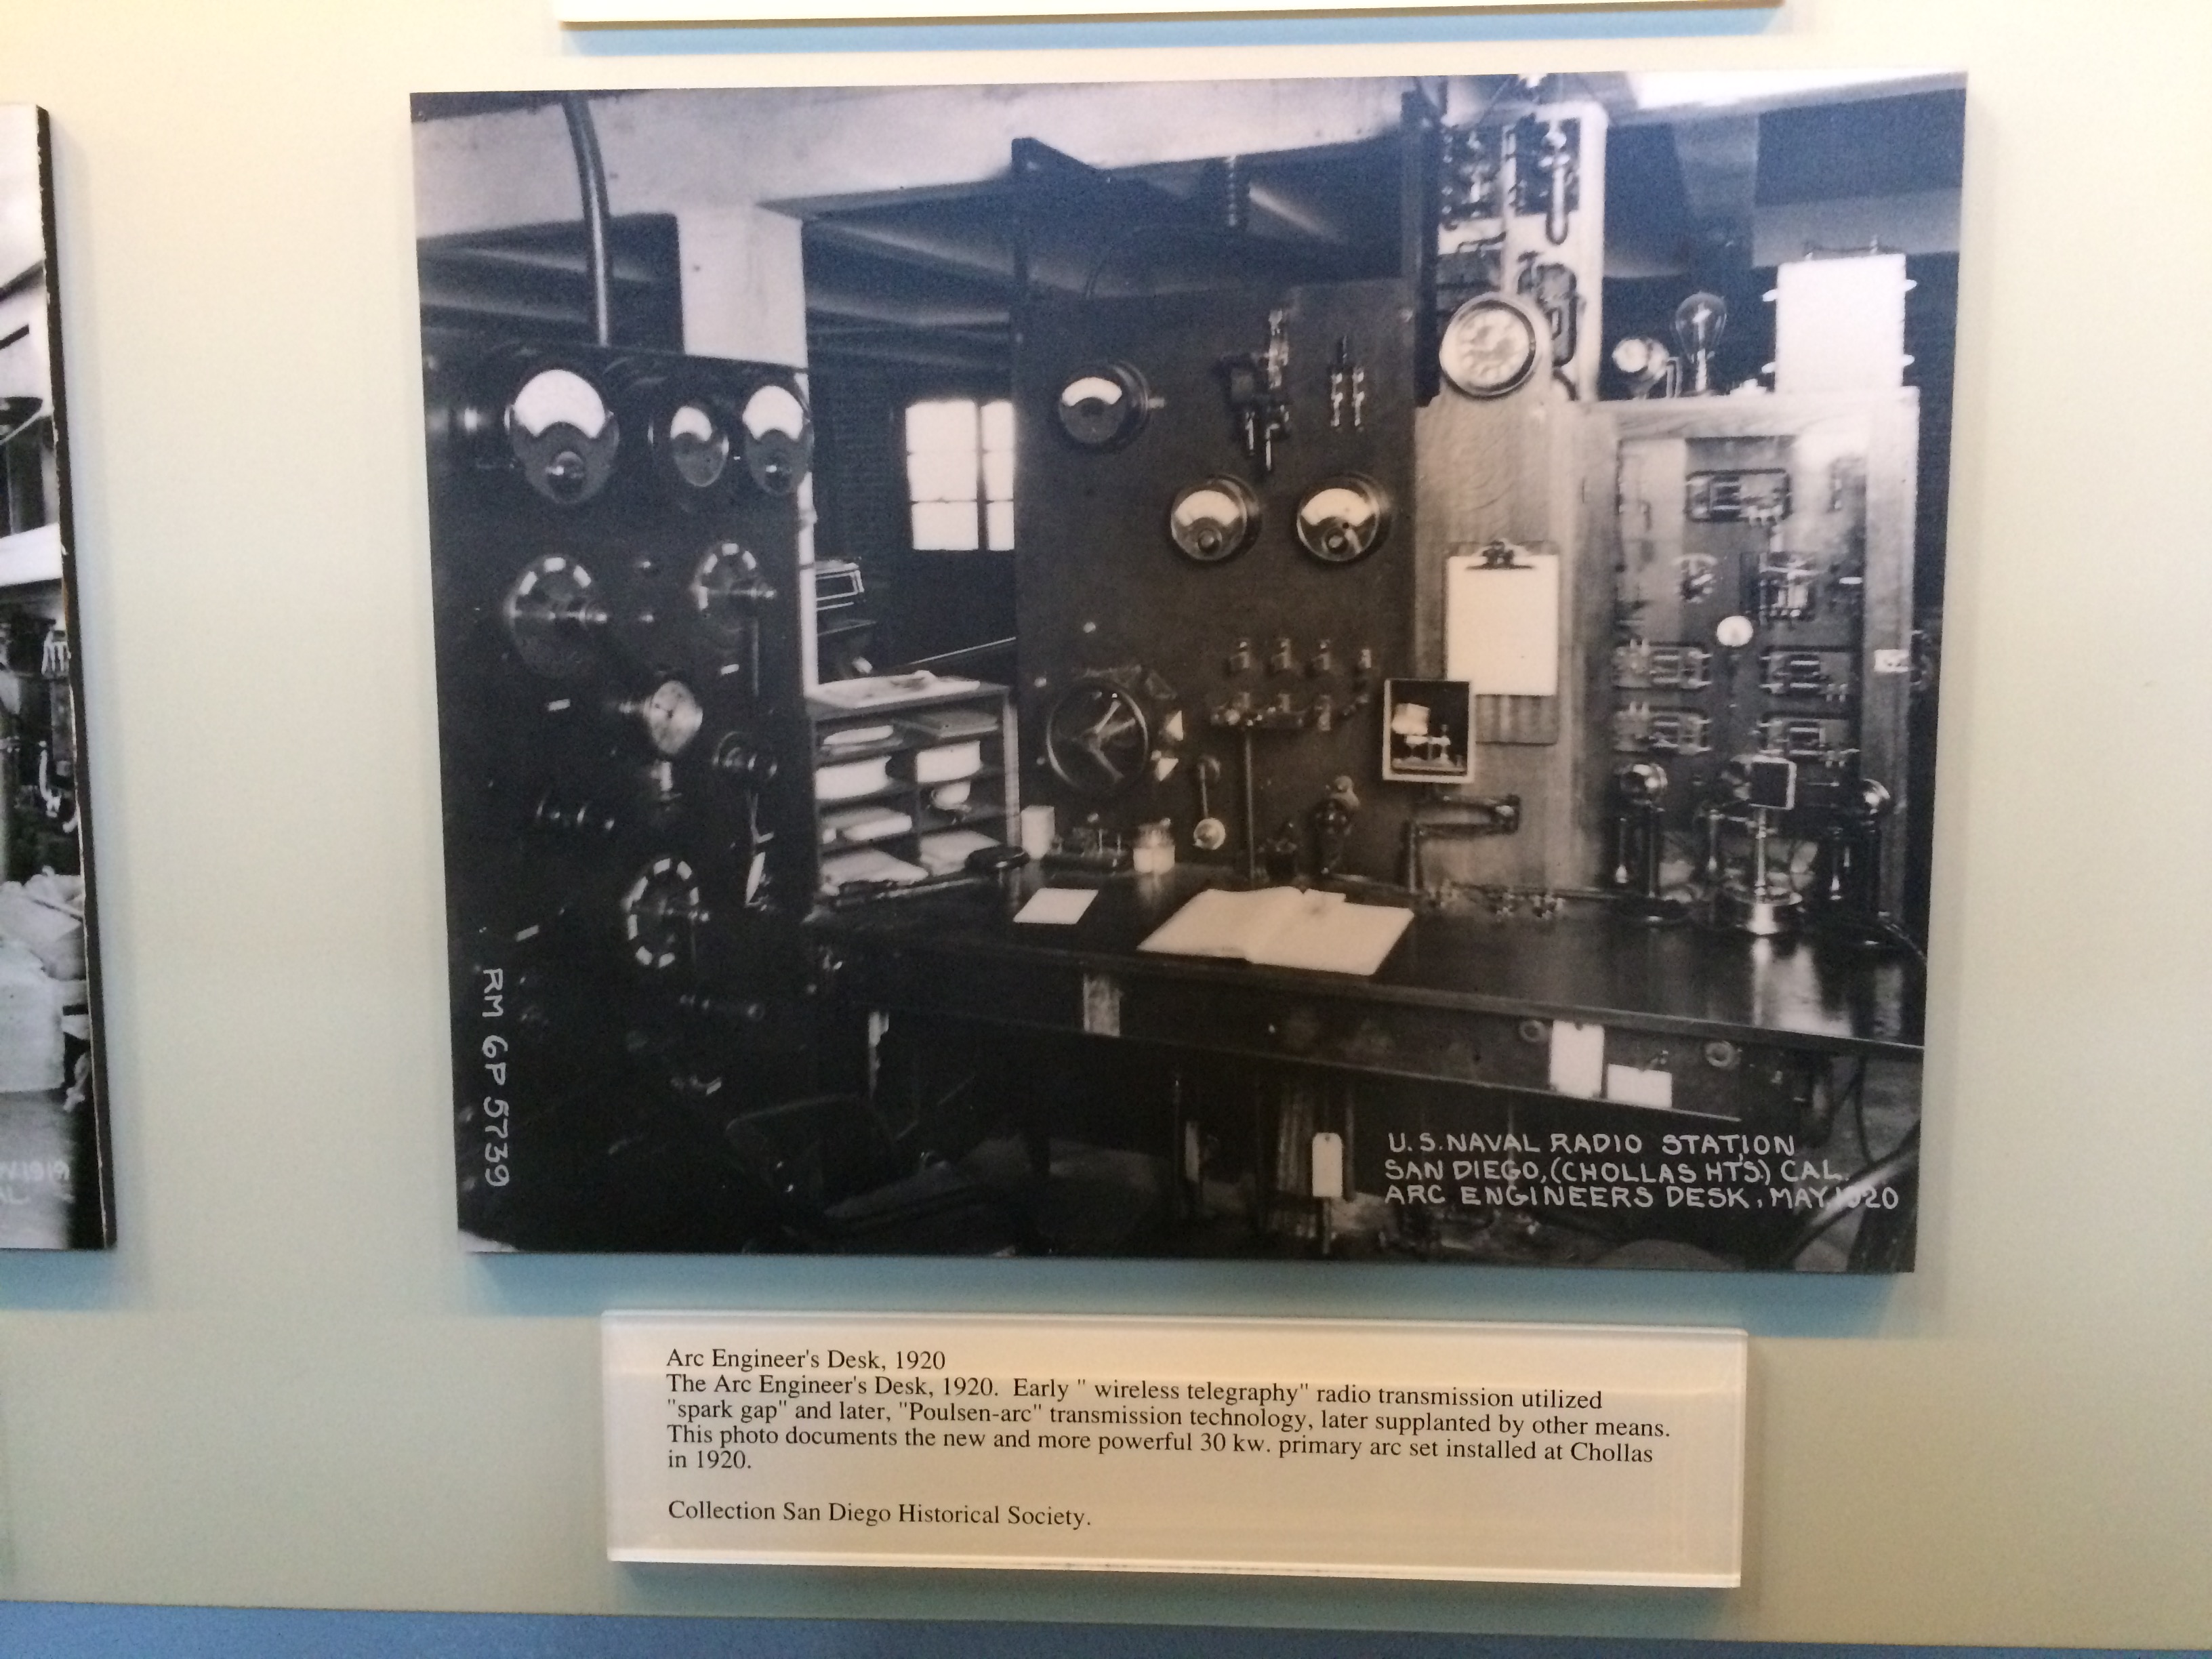 RM 6P 5739
U.S. NAVAL RADIO STATION
SAN DIEGO, (CHOLLAS HT'S) CAL.
ARC ENGINEERS DESK, MAY 1920
Arc Engineer's Desk, 1920
The Arc Engineer's Desk, 1920.  Early " wireless telegraphy" radio transmission utilized
"spark gap" and later, "Poulsen-arc" transmission technology, later supplanted by other means.
This photo documents the new and more powerful 30 kw. primary arc set installed at Chollas
in 1920.
Collection San Diego Historical Society.